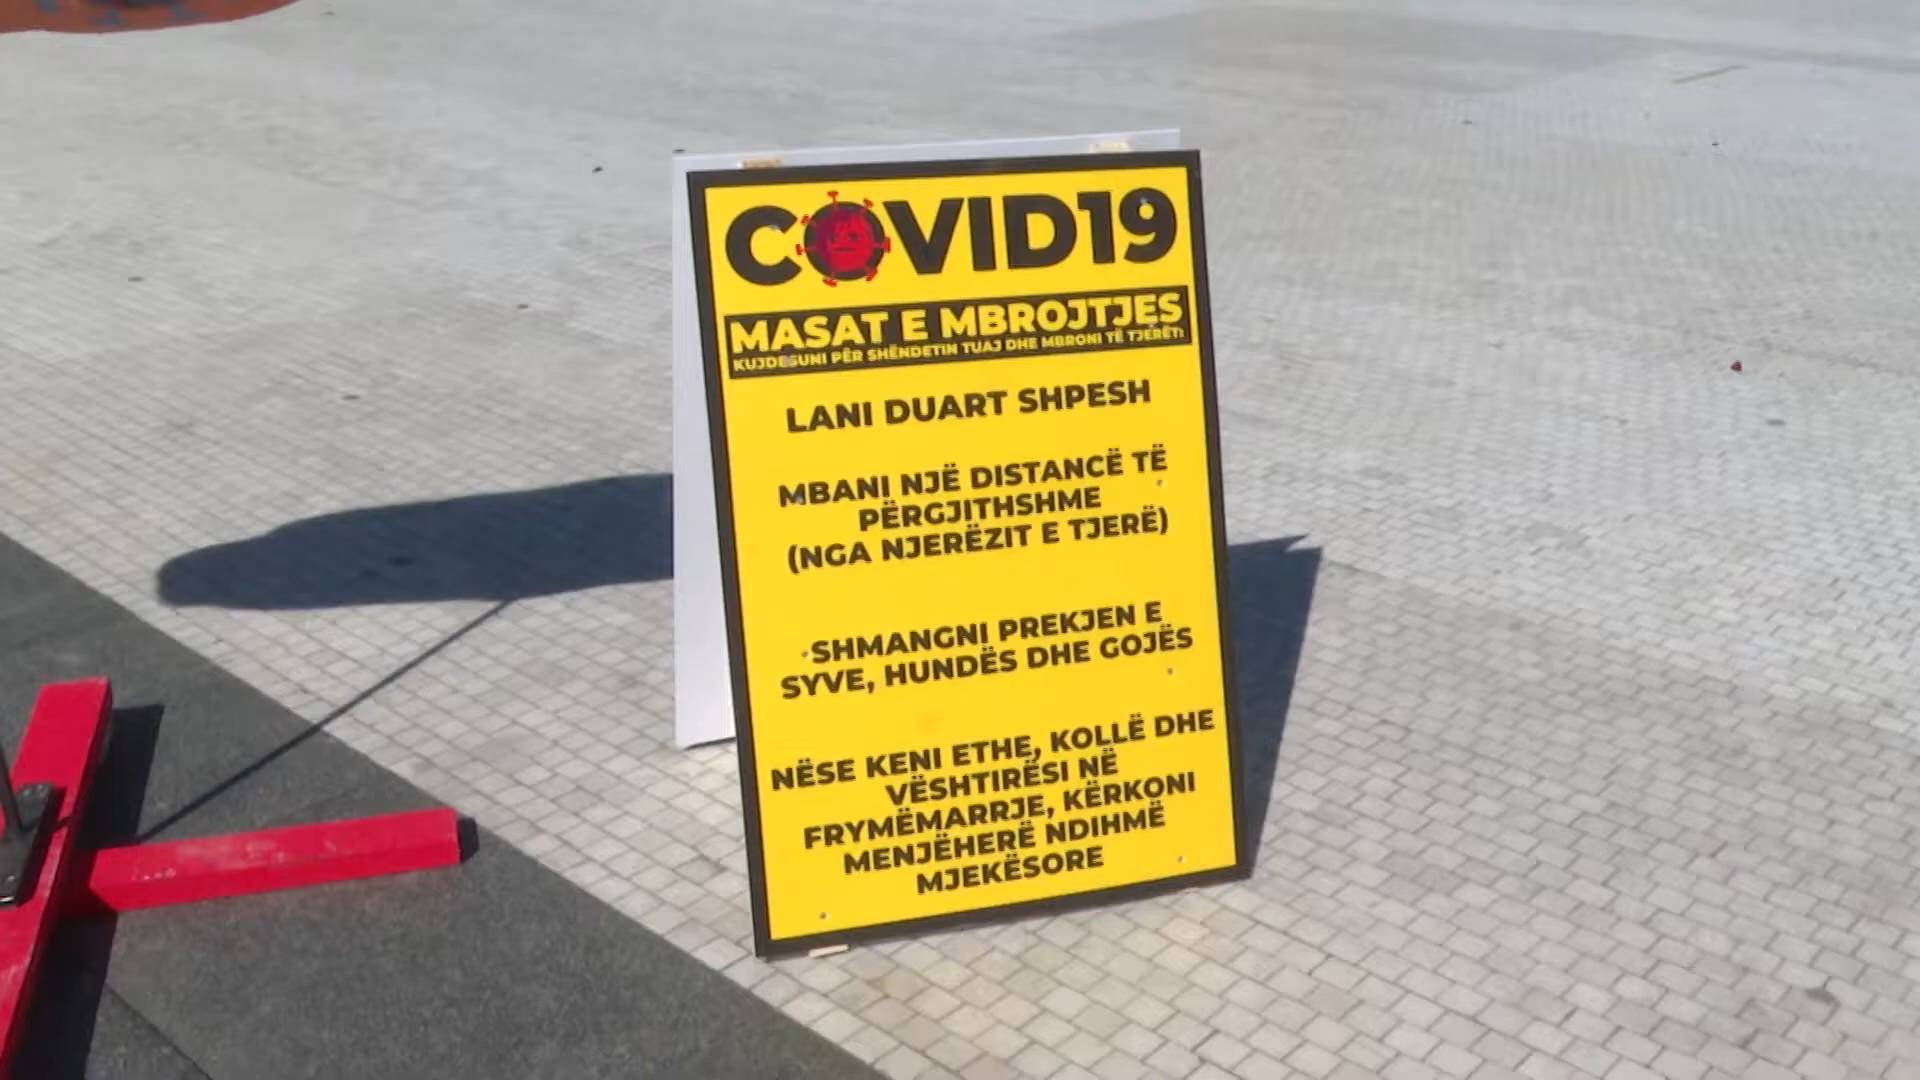 COVID19
MASAT E MBROJTJES
KUJDESUNI PËR SHËNDETIN TUAJ DHE MBRONI TË TJERËT!
LANI DUART SHPESH
MBANI NJË DISTANCË TË
PËRGJITHSHME
(NGA NJERËZIT E TJERË)
SHMANGNI PREKJEN E
SYVE, HUNDËS DHE GOJËS
NËSE KENI ETHE, KOLLË DHE
VËSHTIRËSI NË
FRYMËMARRJE, KËRKONI
MENJËHERË NDIHMË
MJEKËSORE